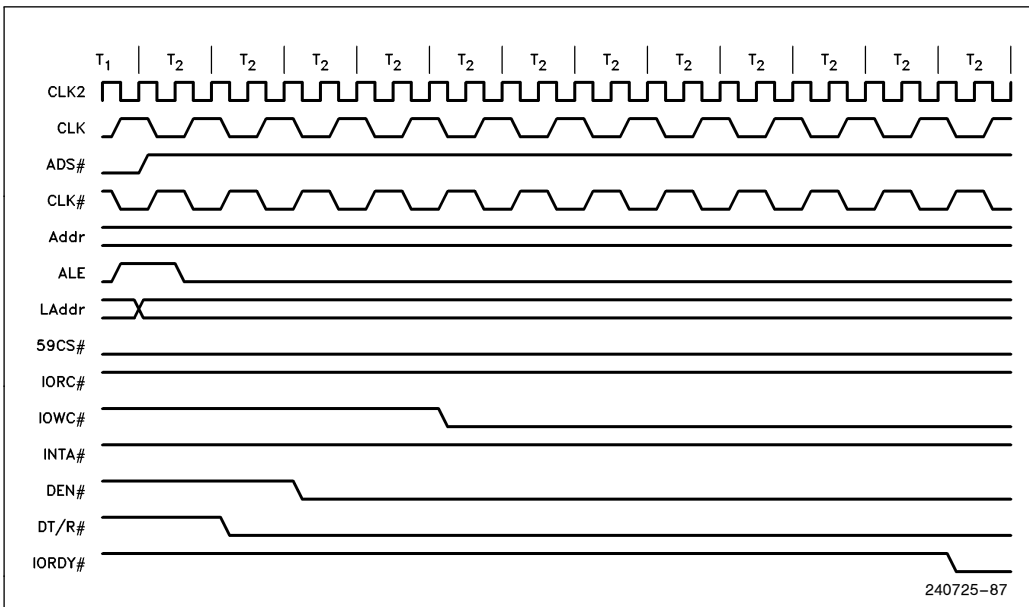 T1 T2 T2 T2 T2 T2 T2 T2 T2 T2 T2 T2 T2
CLK2
CLK
ADS#
CLK#
Addr
ALE
LAddr
59CS#
IORC#
IOWC#
INTA#
DEN#
DT/R#
IORDY#
240725–87